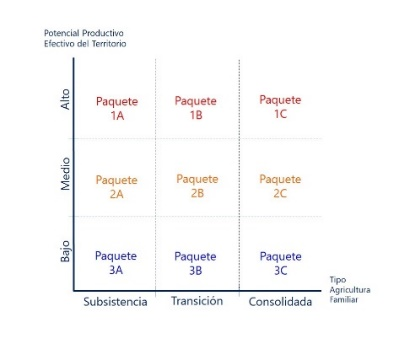 Potencial Productivo
Efectivo del Territorio
Alto
Paquete
1A
Paquete
1B
Paquete
1C
Medio
Paquete
2A
Paquete
2B
Paquete
2C
Bajo
Paquete
3A
Paquete
3B
Paquete
3C
Subsistencia
Transición
Consolidada
Tipo
Agricultura
Familiar